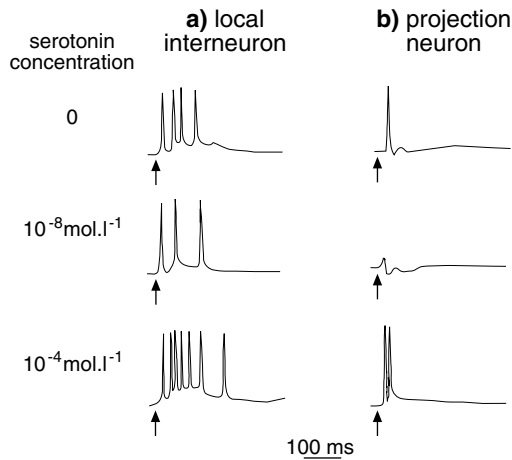 a) local interneuron
b) projection neuron
serotonin concentration
0
10⁻⁸mol.l⁻¹
10⁻⁴mol.l⁻¹
100 ms